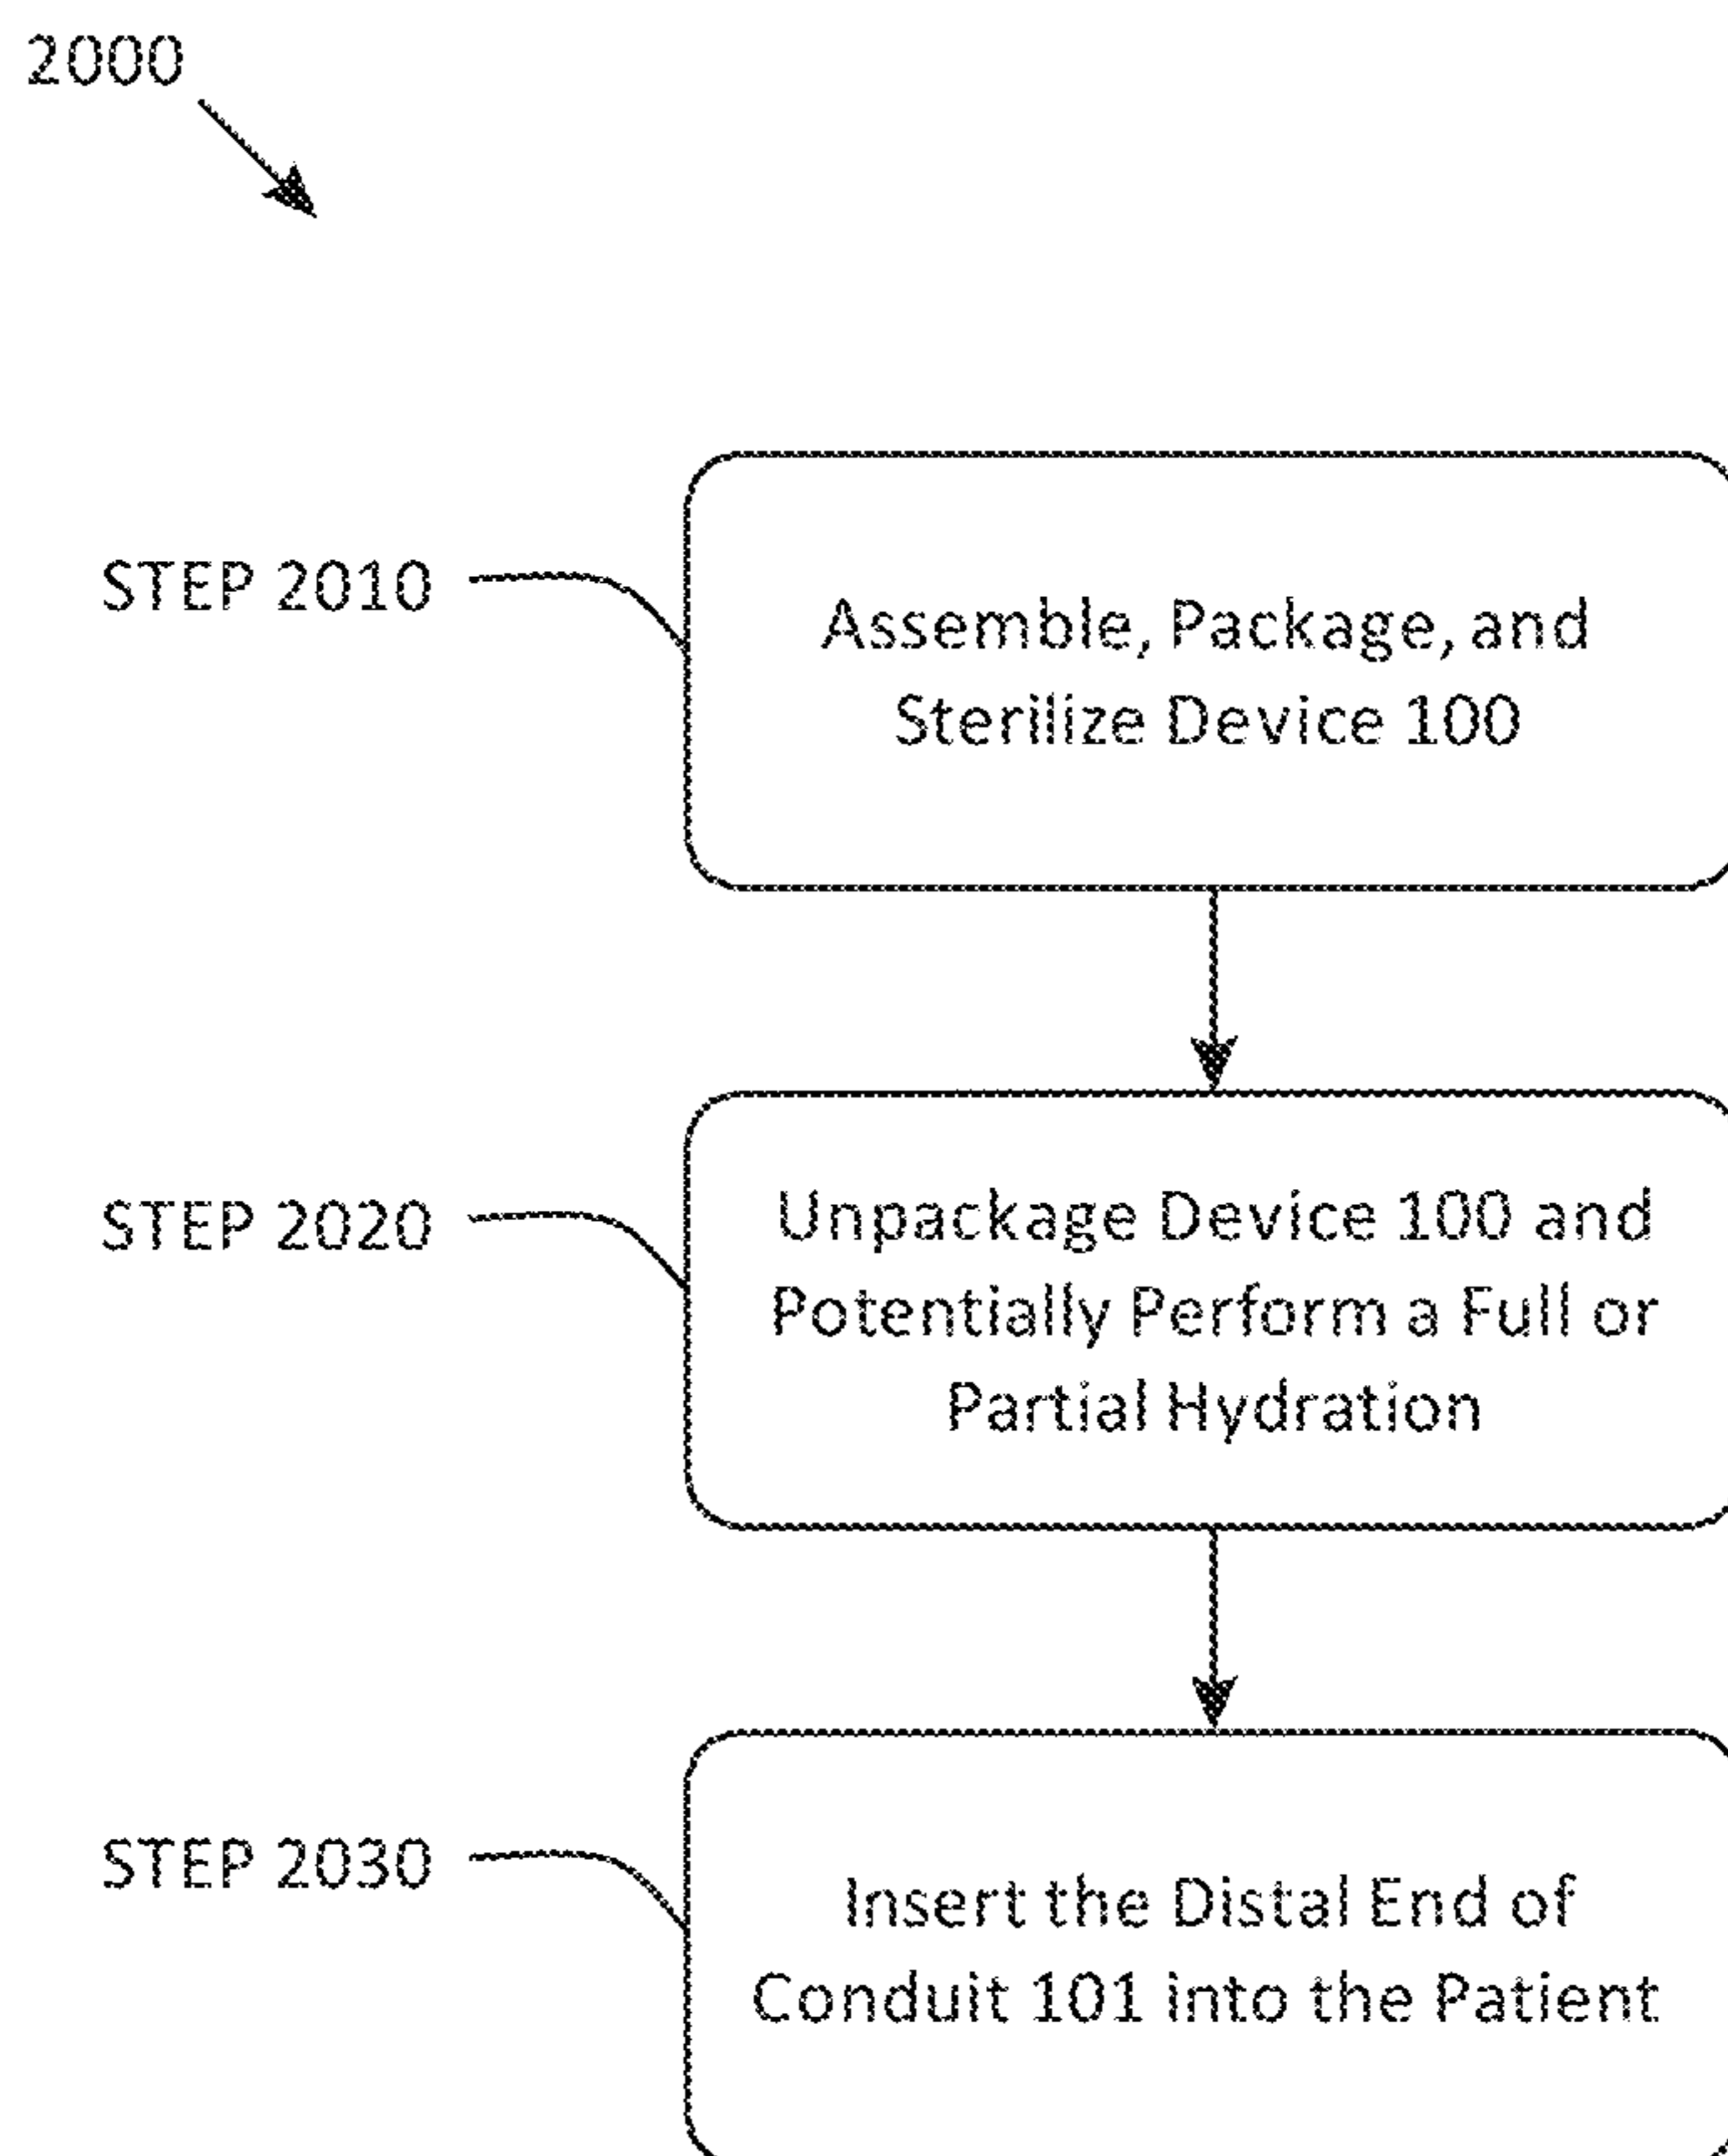 2000
STEP 2010
Assemble, Package, and
Sterilize Device 100
STEP 2020
Unpackage Device 100 and
Potentially Perform a Full or
Partial Hydration
STEP 2030
Insert the Distal End of
Conduit 101 into the Patient